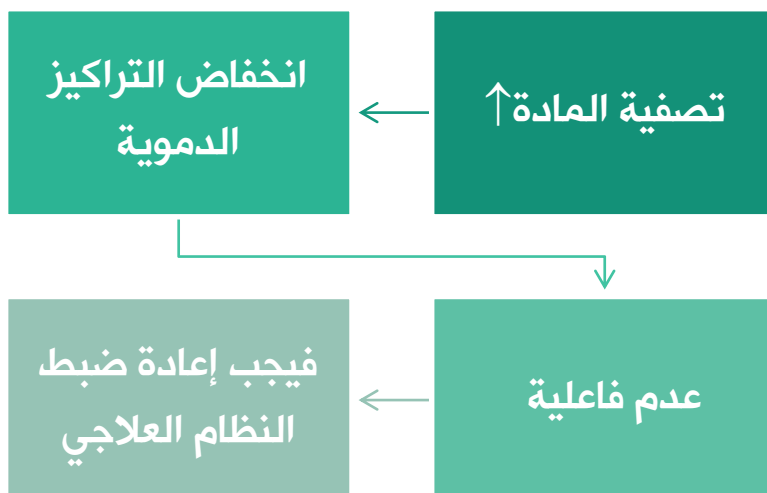 تصفية المادة↑
انخفاض التراكيز
الدموية
عدم فاعلية
فيجب إعادة ضبط
النظام العلاجي